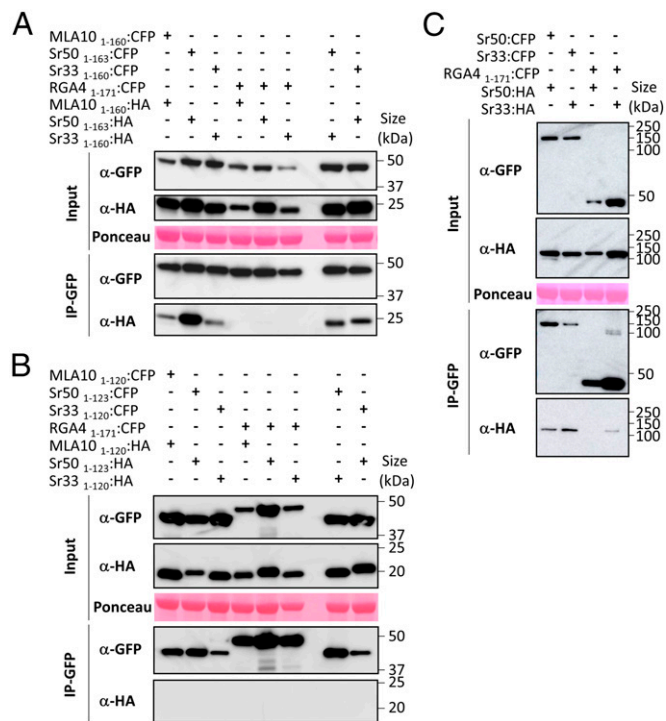 A
MLA10 1-160:CFP + - - - - - - -
Sr50 1-163:CFP - + - - - - + -
Sr33 1-160:CFP - - + - - - - +
RGA4 1-171:CFP - - - + + + - -
MLA10 1-160:HA + - - + - - - -
Sr50 1-163:HA - + - - + - - + Size
Sr33 1-160:HA - - + - - + + - (kDa)
Input
α-GFP
50
37
α-HA
25
Ponceau
IP-GFP
α-GFP
50
37
α-HA
25
B
MLA10 1-120:CFP + - - - - - - -
Sr50 1-123:CFP - + - - - - + -
Sr33 1-120:CFP - - + - - - - +
RGA4 1-171:CFP - - - + + + - -
MLA10 1-120:HA + - - + - - - -
Sr50 1-123:HA - + - - + - - + Size
Sr33 1-120:HA - - + - - + + - (kDa)
Input
α-GFP
50
37
α-HA
25
20
Ponceau
IP-GFP
α-GFP
50
37
α-HA
25
20
C
Sr50:CFP + - - -
Sr33:CFP - + - -
RGA4 1-171:CFP - - + +
Sr50:HA + - + - Size
Sr33:HA - + - + (kDa)
Input
α-GFP
250
150
100
50
α-HA
250
150
100
Ponceau
IP-GFP
α-GFP
250
150
100
50
α-HA
250
150
100